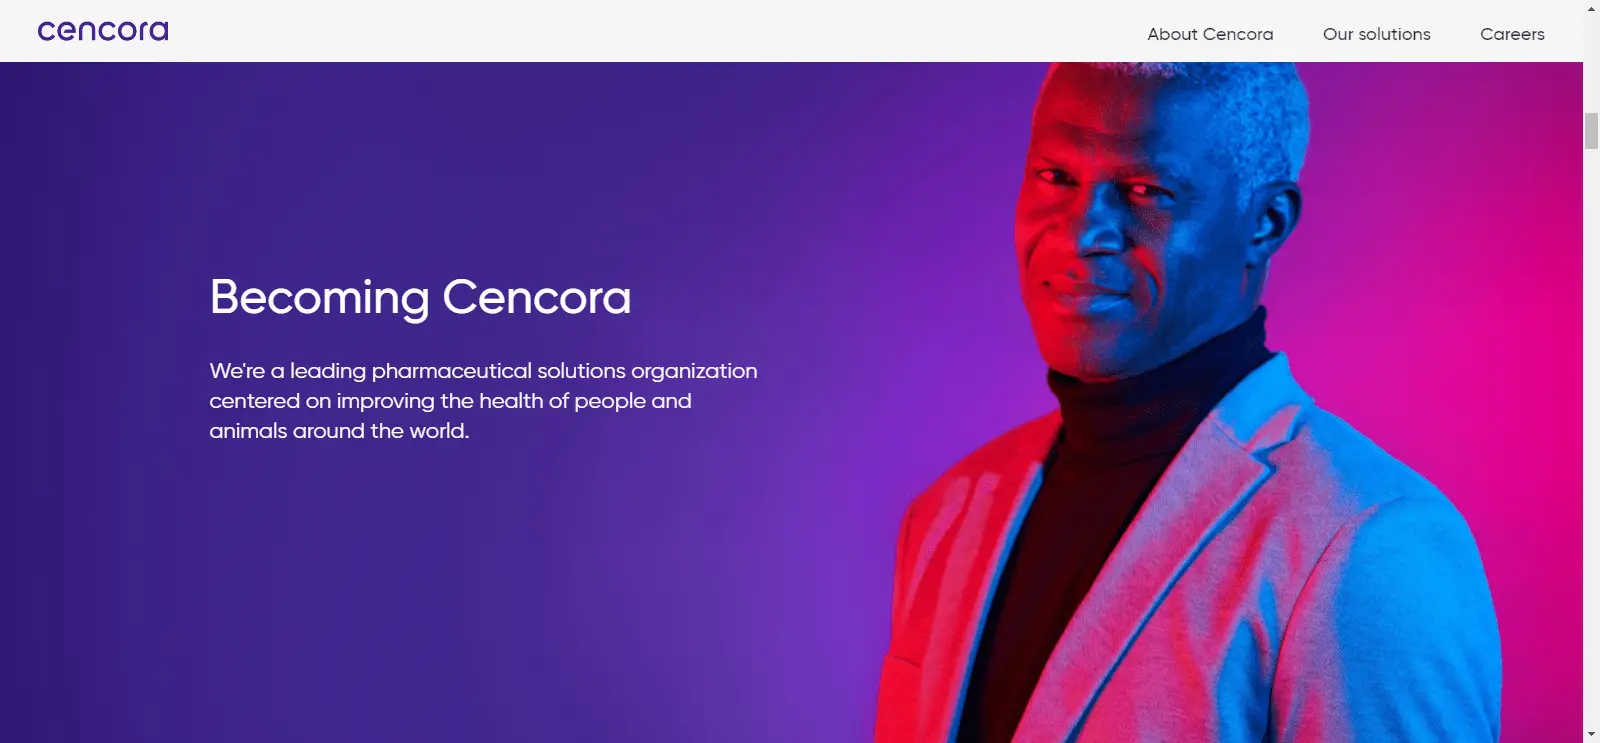 cencora
About Cencora
Our solutions
Careers
Becoming Cencora
We're a leading pharmaceutical solutions organization
centered on improving the health of people and
animals around the world.